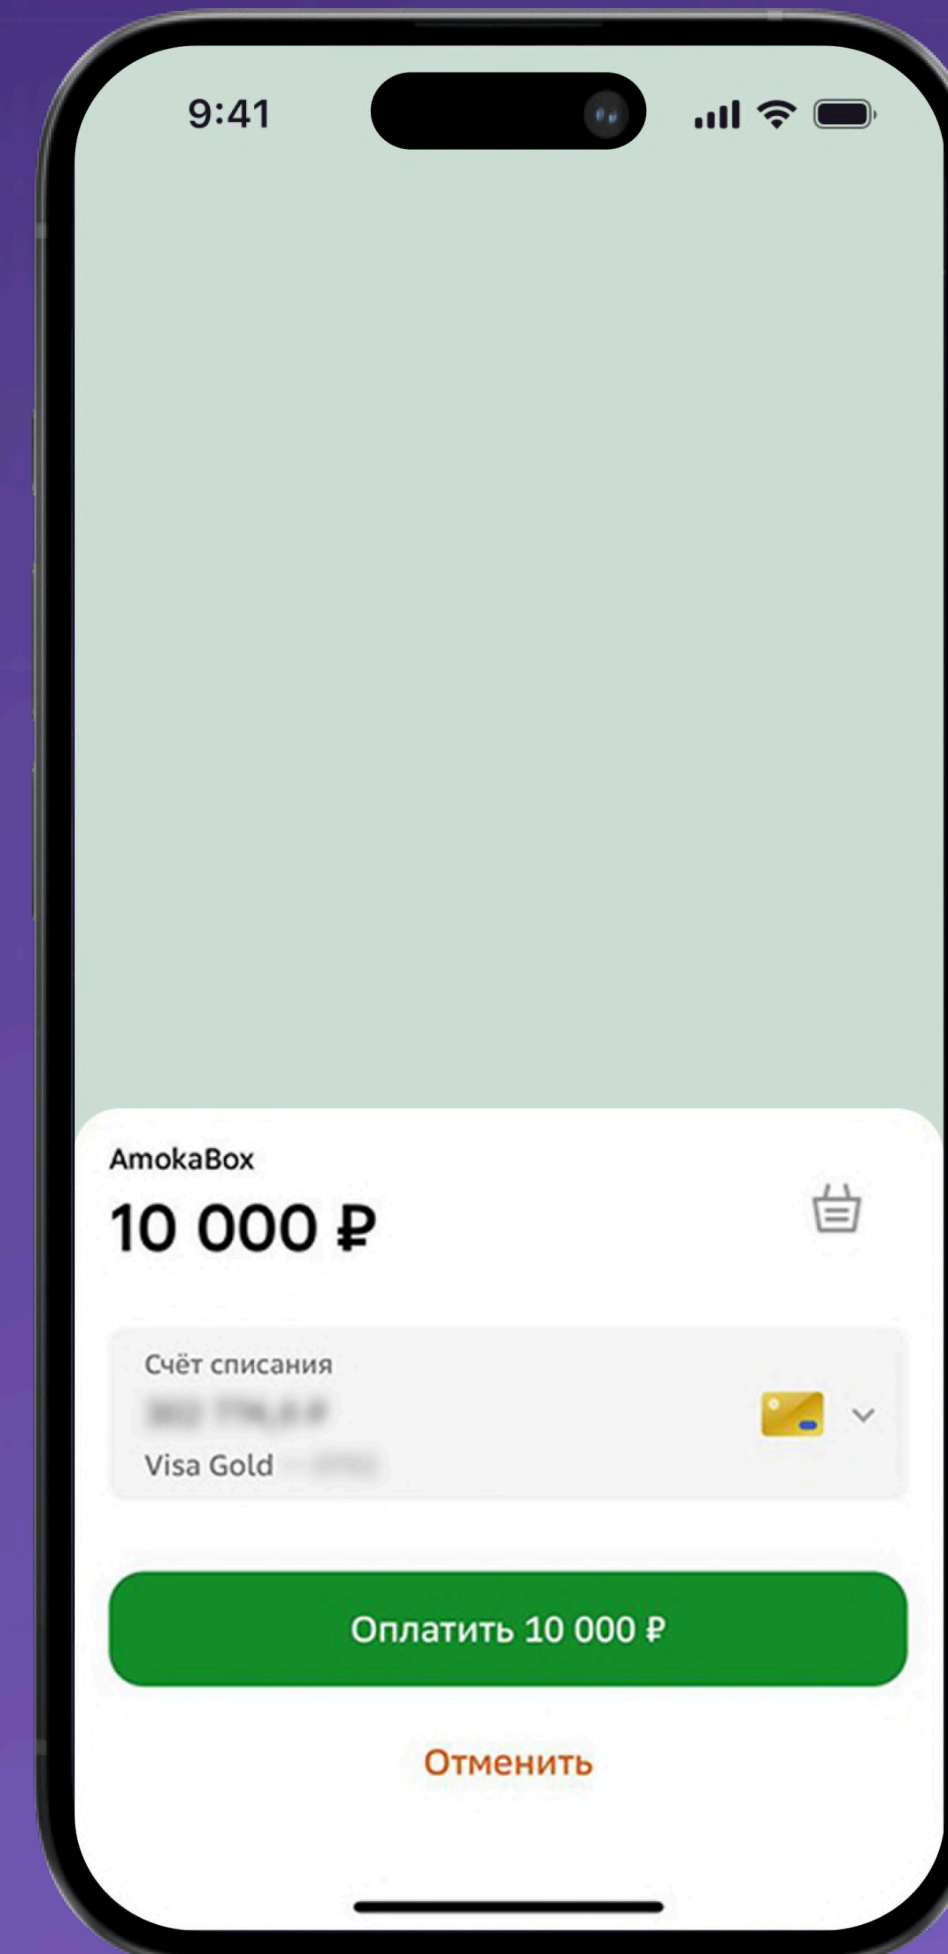 9:41
AmokaBox
10 000 ₽
Счёт списания
Visa Gold
Оплатить 10 000 ₽
Отменить